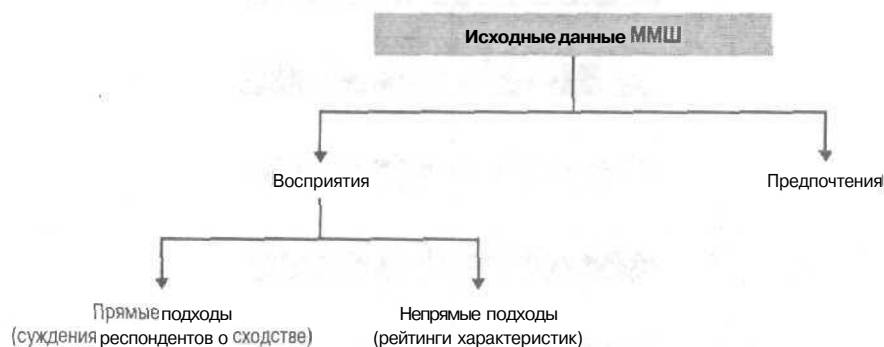 Исходные данные ММШ
Восприятия
Предпочтения
Прямые подходы
(суждения респондентов о сходстве)
Непрямые подходы
(рейтинги характеристик)